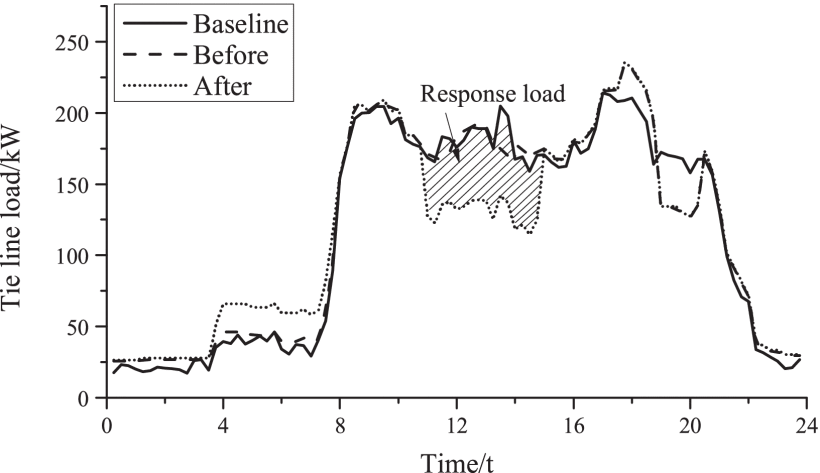 Baseline
Before
After
Response load
Tie line load/kW
250
200
150
100
50
0
0 4 8 12 16 20 24
Time/t